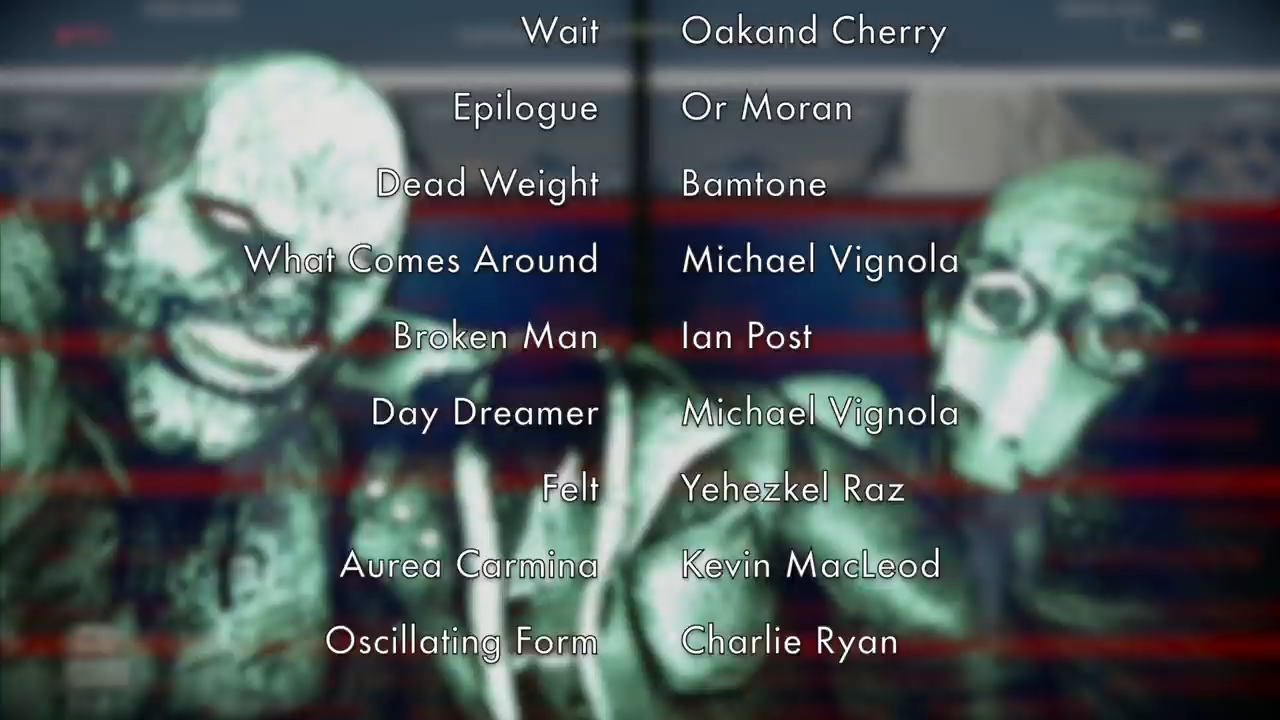 Wait Oakand Cherry
Epilogue Or Moran
Dead Weight Bamtone
What Comes Around Michael Vignola
Broken Man Ian Post
Day Dreamer Michael Vignola
Felt Yehezkel Raz
Aurea Carmina Kevin MacLeod
Oscillating Form Charlie Ryan